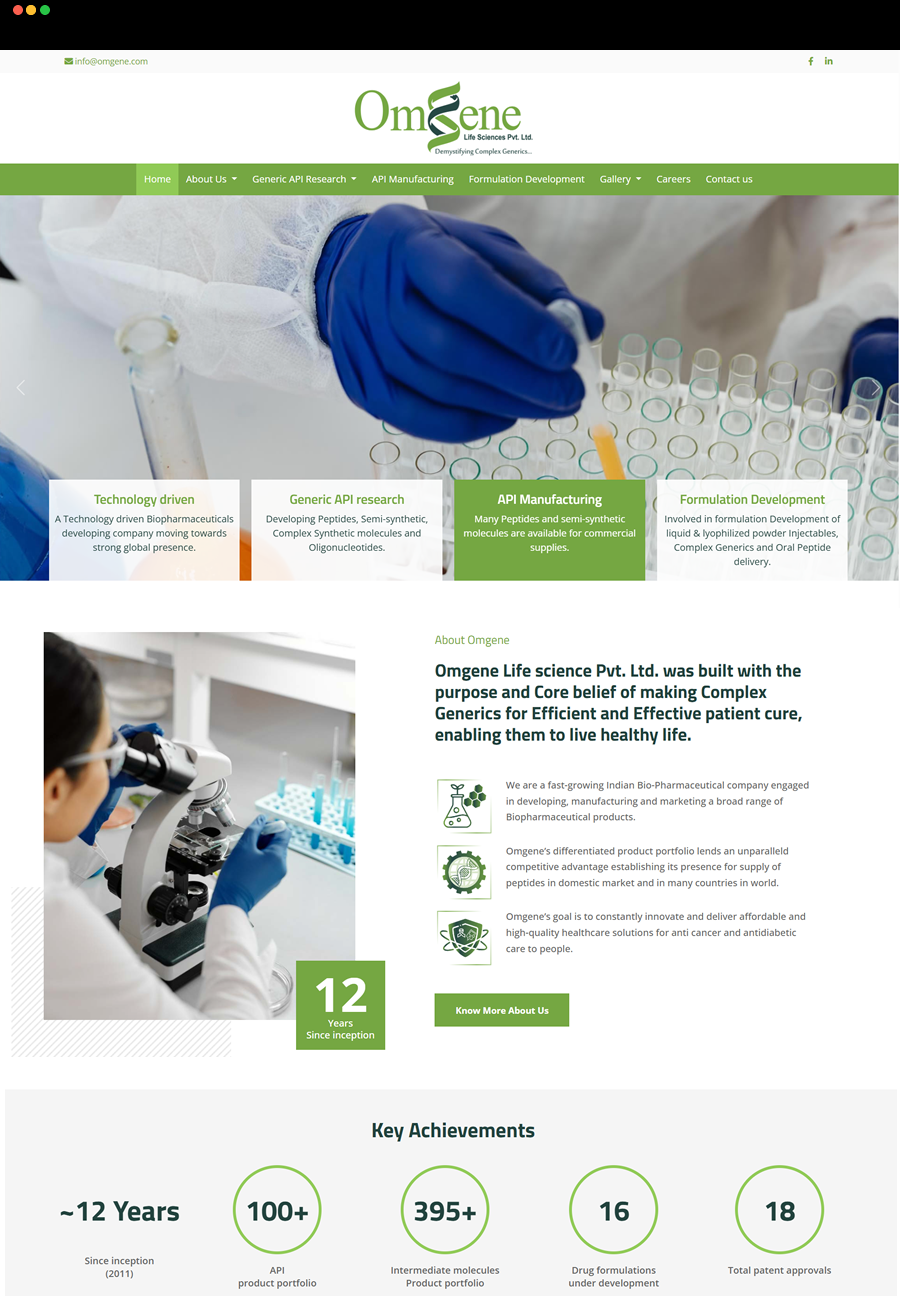 info@omgene.com
Omgene
Life Sciences Pvt. Ltd.
Demystifying Complex Generics...
Home About Us Generic API Research API Manufacturing Formulation Development Gallery Careers Contact us
Technology driven
A Technology driven Biopharmaceuticals
developing company moving towards
strong global presence.
Generic API research
Developing Peptides, Semi-synthetic,
Complex Synthetic molecules and
Oligonucleotides.
API Manufacturing
Many Peptides and semi-synthetic
molecules are available for commercial
supplies.
Formulation Development
Involved in formulation Development of
liquid & lyophilized powder Injectables,
Complex Generics and Oral Peptide
delivery.
About Omgene
Omgene Life science Pvt. Ltd. was built with the
purpose and Core belief of making Complex
Generics for Efficient and Effective patient cure,
enabling them to live healthy life.
We are a fast-growing Indian Bio-Pharmaceutical company engaged
in developing, manufacturing and marketing a broad range of
Biopharmaceutical products.
Omgene's differentiated product portfolio lends an unparalleld
competitive advantage establishing its presence for supply of
peptides in domestic market and in many countries in world.
Omgene's goal is to constantly innovate and deliver affordable and
high-quality healthcare solutions for anti cancer and antidiabetic
care to people.
Know More About Us
12
Years
Since inception
Key Achievements
~12 Years
Since inception
(2011)
100+
API
product portfolio
395+
Intermediate molecules
Product portfolio
16
Drug formulations
under development
18
Total patent approvals